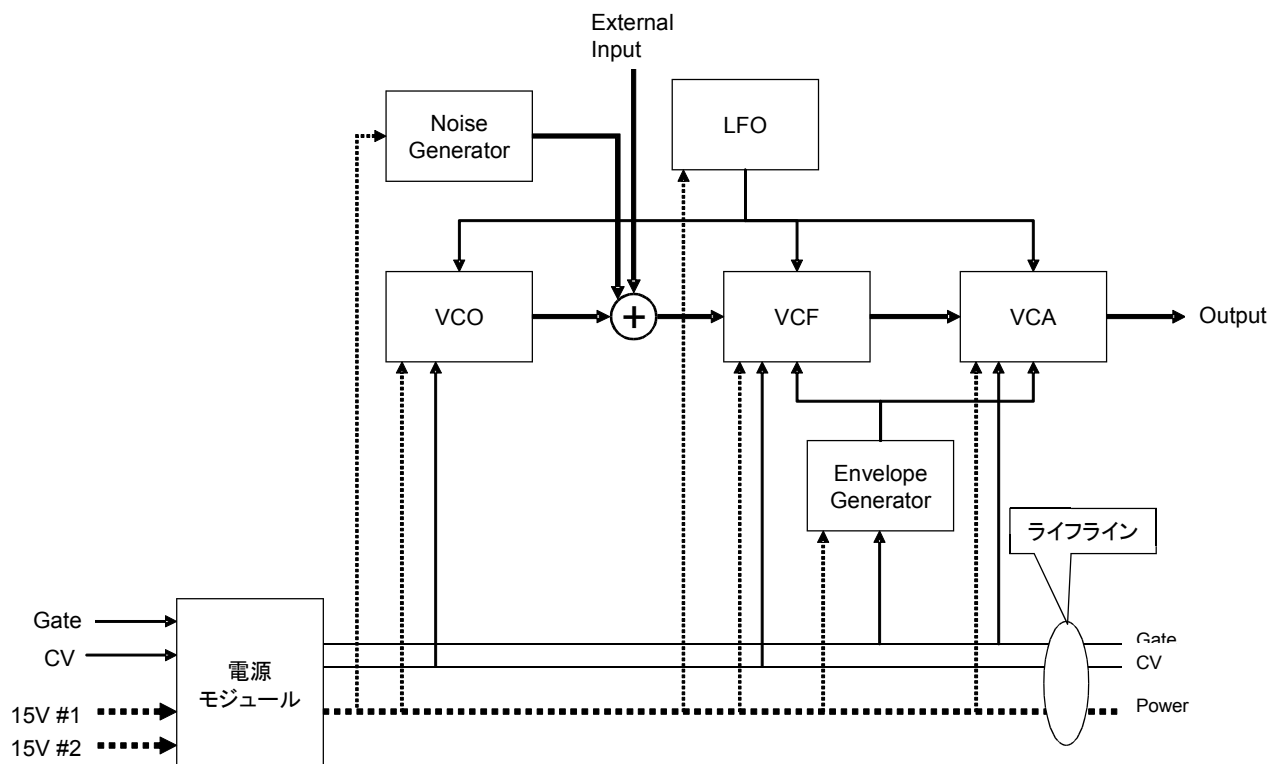 External
Input
Noise
Generator
LFO
VCO
+
VCF
VCA
Output
Envelope
Generator
ライフライン
Gate
CV
15V #1
15V #2
電源
モジュール
Gate
CV
Power